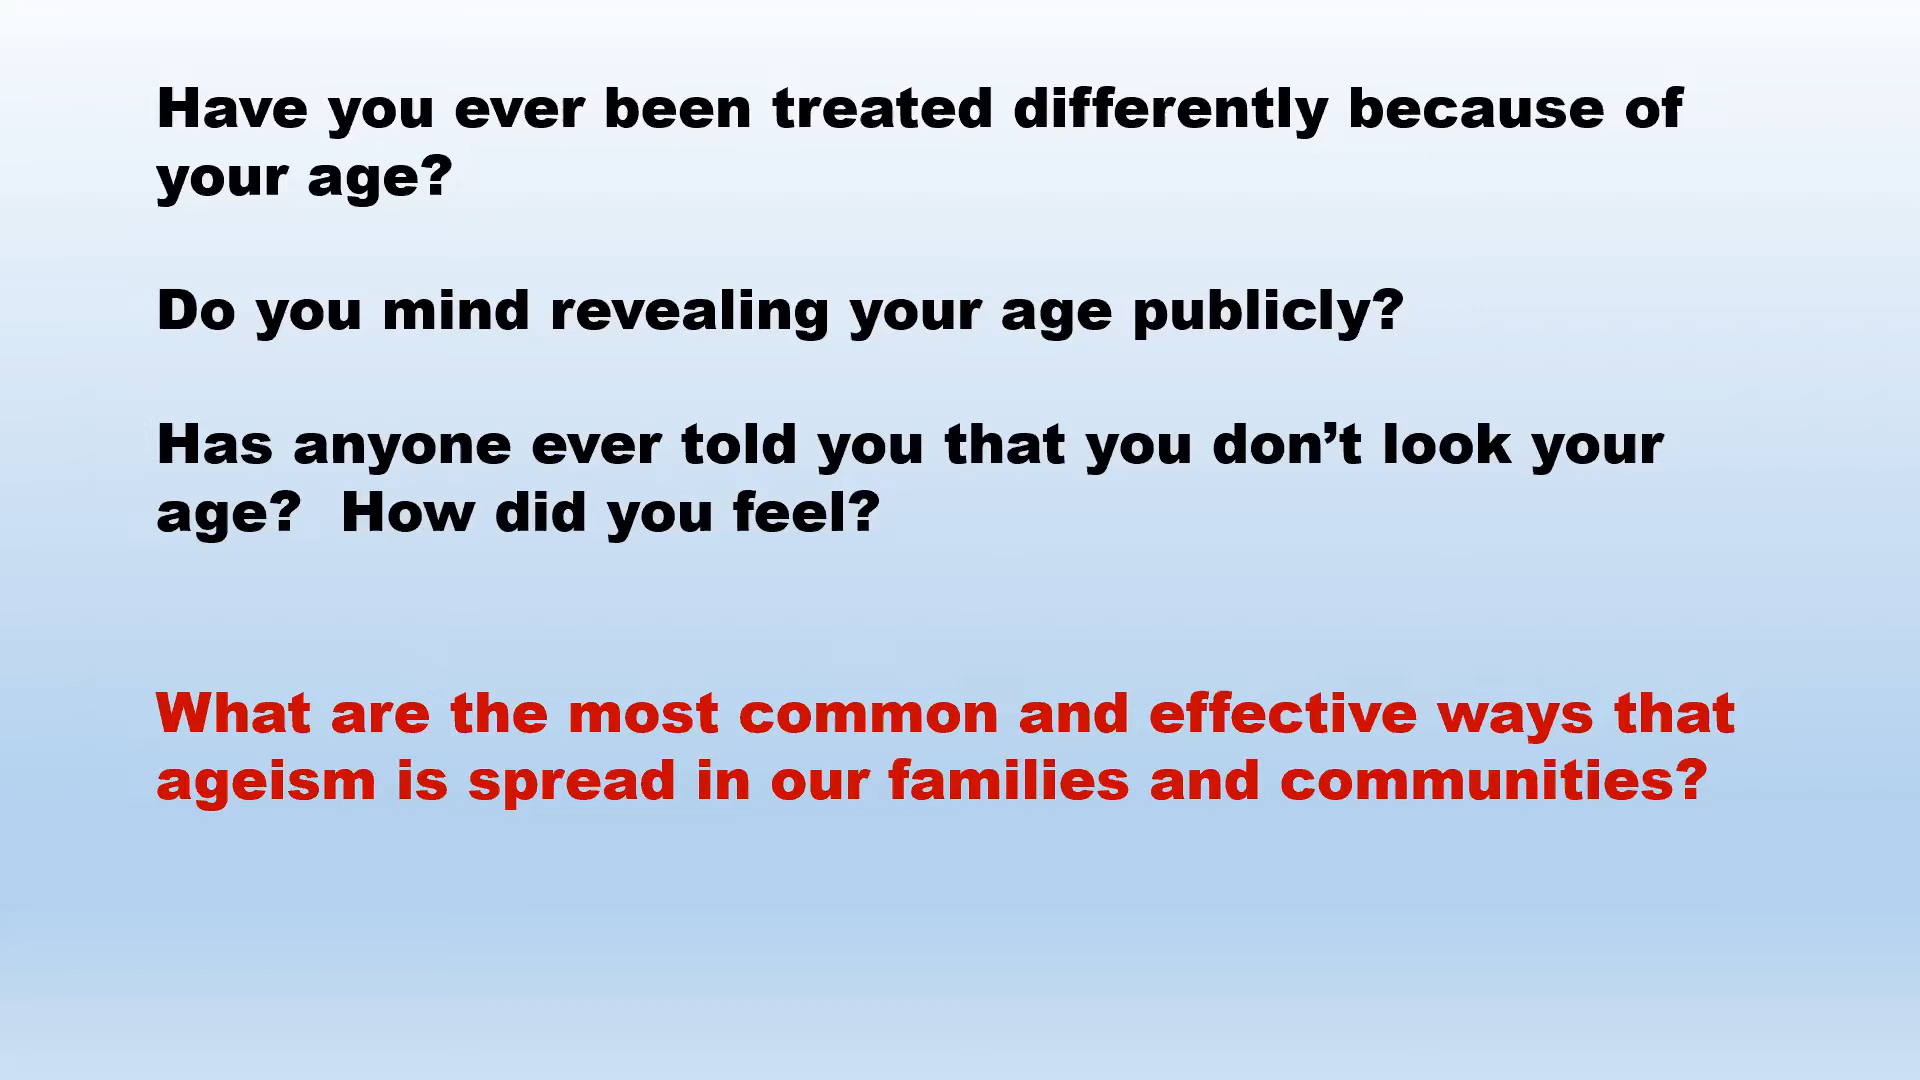 Have you ever been treated differently because of
your age?
Do you mind revealing your age publicly?
Has anyone ever told you that you don’t look your
age?  How did you feel?
What are the most common and effective ways that
ageism is spread in our families and communities?